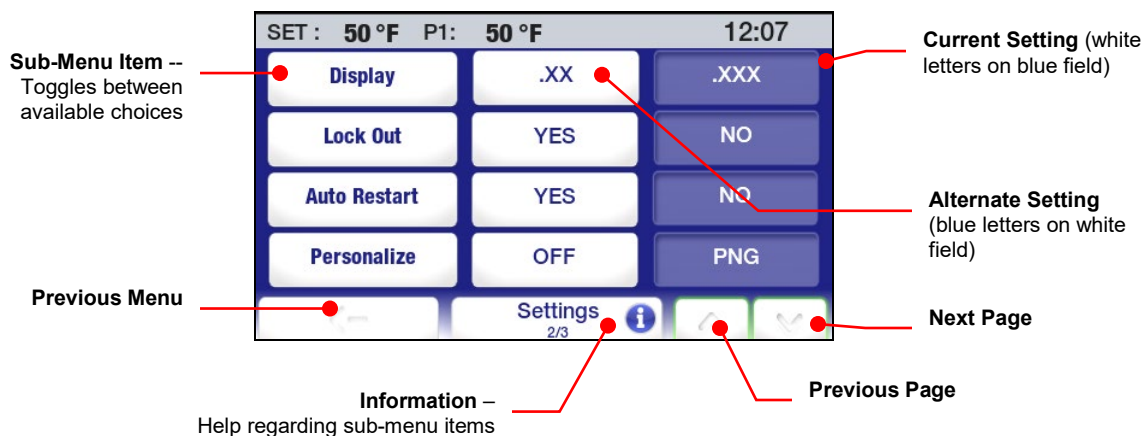 SET : 50 °F P1: 50 °F 12:07
Sub-Menu Item --
Toggles between
available choices
Current Setting (white
letters on blue field)
Display .XX .XXX
Lock Out YES NO
Auto Restart YES NO
Alternate Setting
(blue letters on white
field)
Personalize OFF PNG
Previous Menu
Settings
2/3
i
Next Page
Previous Page
Information –
Help regarding sub-menu items